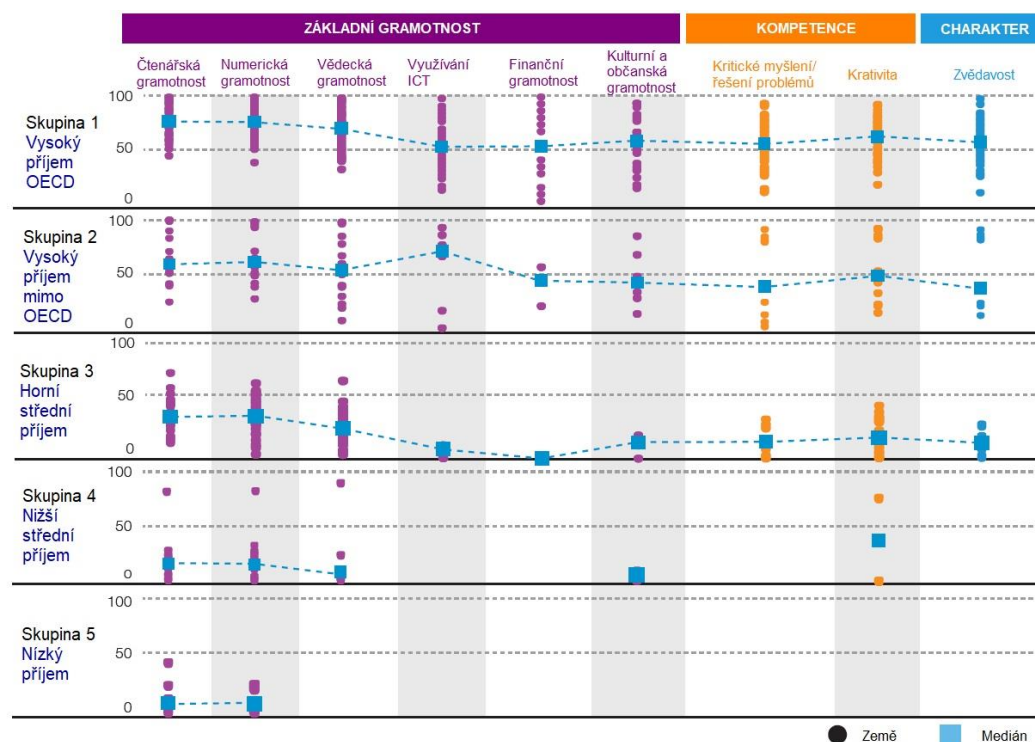 ZÁKLADNÍ GRAMOTNOST
KOMPETENCE
CHARAKTER
Čtenářská
gramotnost
Numerická
gramotnost
Vědecká
gramotnost
Využívání
ICT
Finanční
gramotnost
Kulturní a
občanská
gramotnost
Kritické myšlení/
řešení problémů
Krativita
Zvědavost
Skupina 1
Vysoký
příjem
OECD
100
50
0
Skupina 2
Vysoký
příjem
mimo
OECD
100
50
0
Skupina 3
Horní
střední
příjem
100
50
0
Skupina 4
Nižší
střední
příjem
100
50
0
Skupina 5
Nízký
příjem
100
50
0
Země
Medián